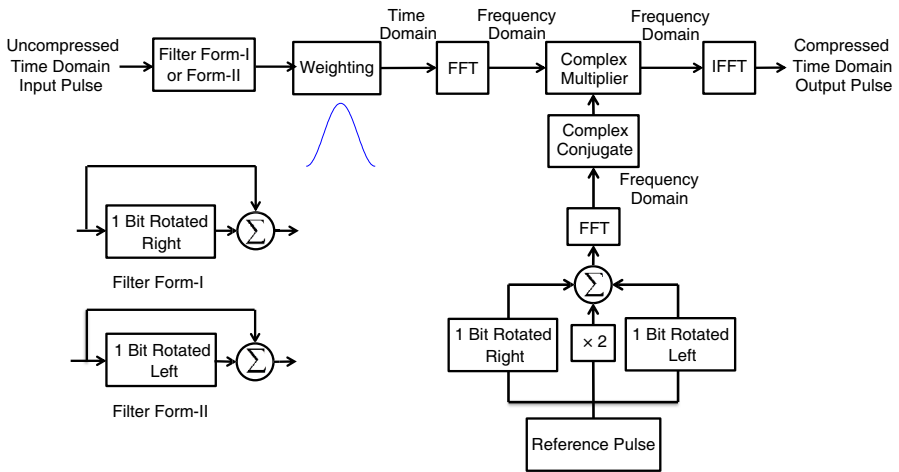 Uncompressed
Time Domain
Input Pulse
Filter Form-I
or Form-II
Weighting
Time
Domain
FFT
Frequency
Domain
Complex
Multiplier
Frequency
Domain
IFFT
Compressed
Time Domain
Output Pulse
Complex
Conjugate
Frequency
Domain
FFT
Σ
1 Bit Rotated
Right
× 2
1 Bit Rotated
Left
Reference Pulse
1 Bit Rotated
Right
Σ
Filter Form-I
1 Bit Rotated
Left
Σ
Filter Form-II